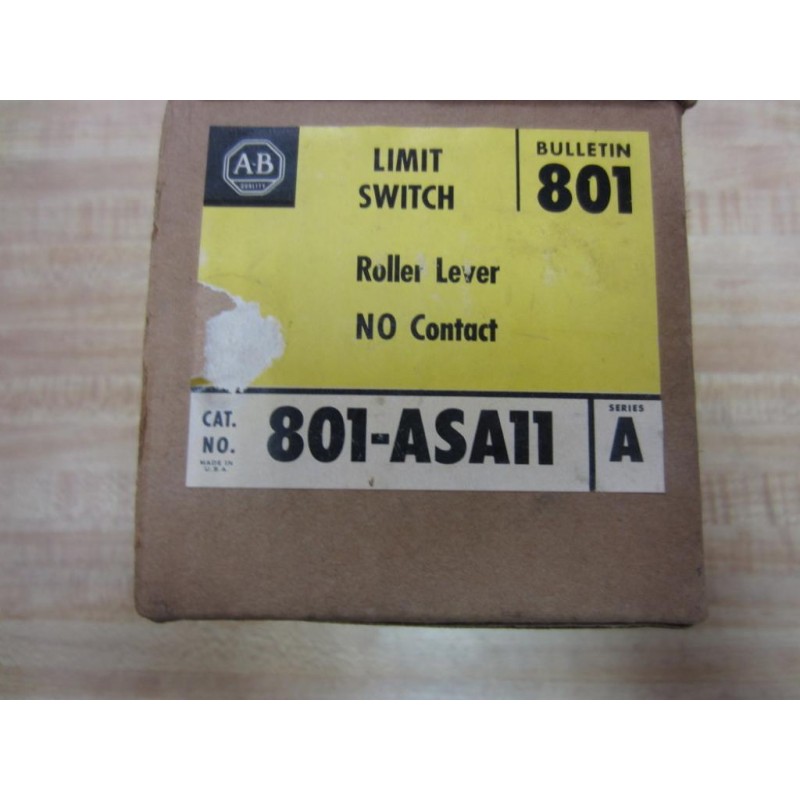 A-B
QUALITY
LIMIT
SWITCH
BULLETIN
801
Roller Lever
NO Contact
CAT.
NO.
MADE IN
U.S.A.
801-ASA11
SERIES
A